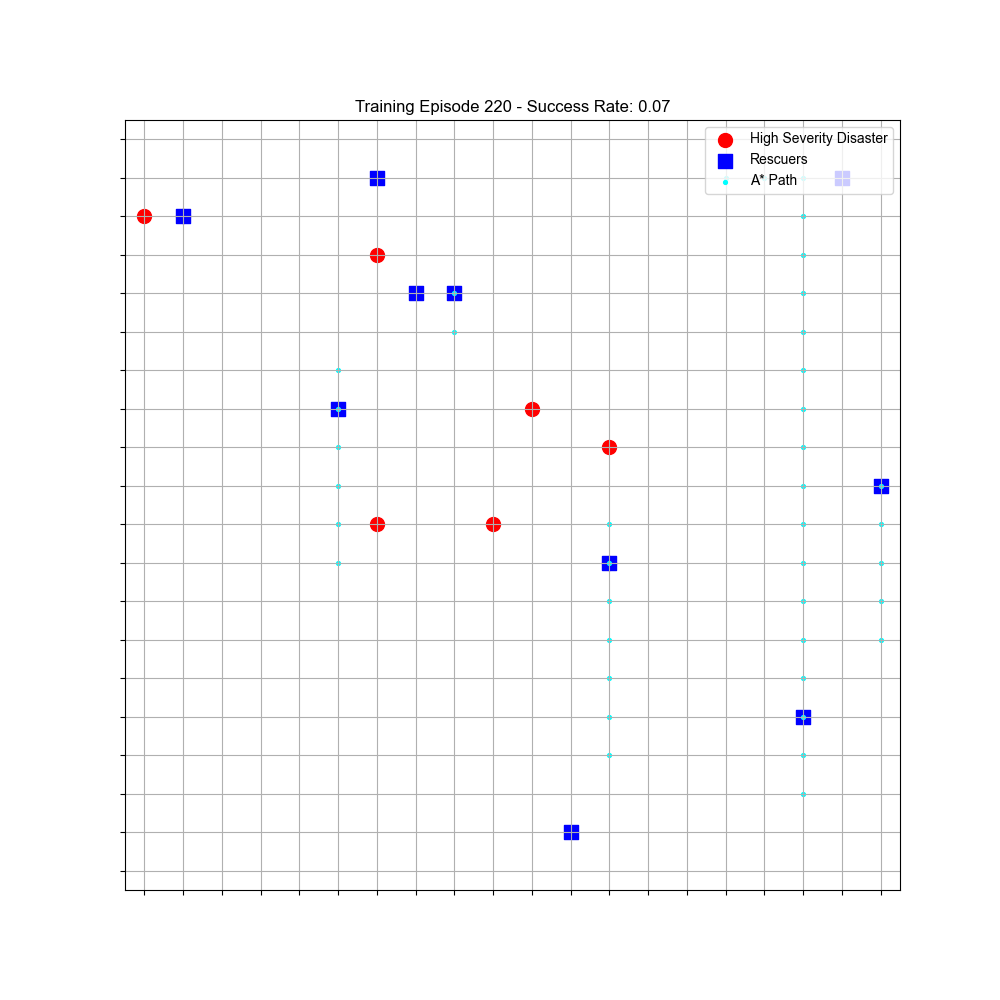 Training Episode 220 - Success Rate: 0.07
High Severity Disaster
Rescuers
A* Path